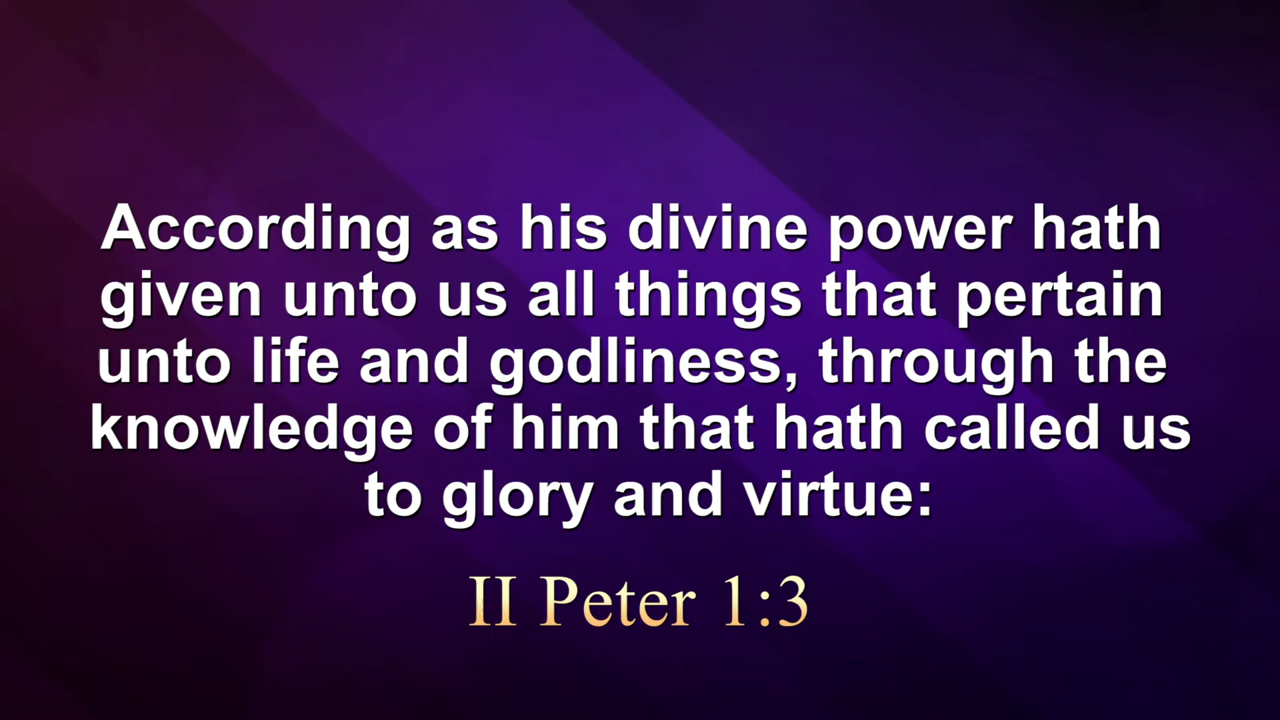 According as his divine power hath
given unto us all things that pertain
unto life and godliness, through the
knowledge of him that hath called us
to glory and virtue:
II Peter 1:3